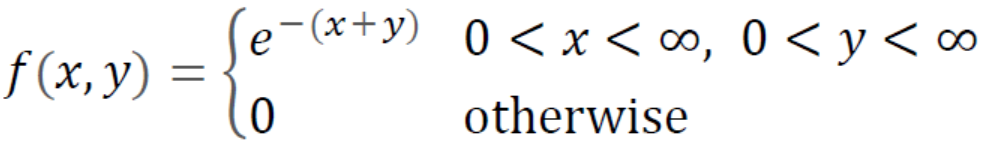 f(x, y) = { e^{−(x+y)} 0 < x < ∞, 0 < y < ∞
0 otherwise